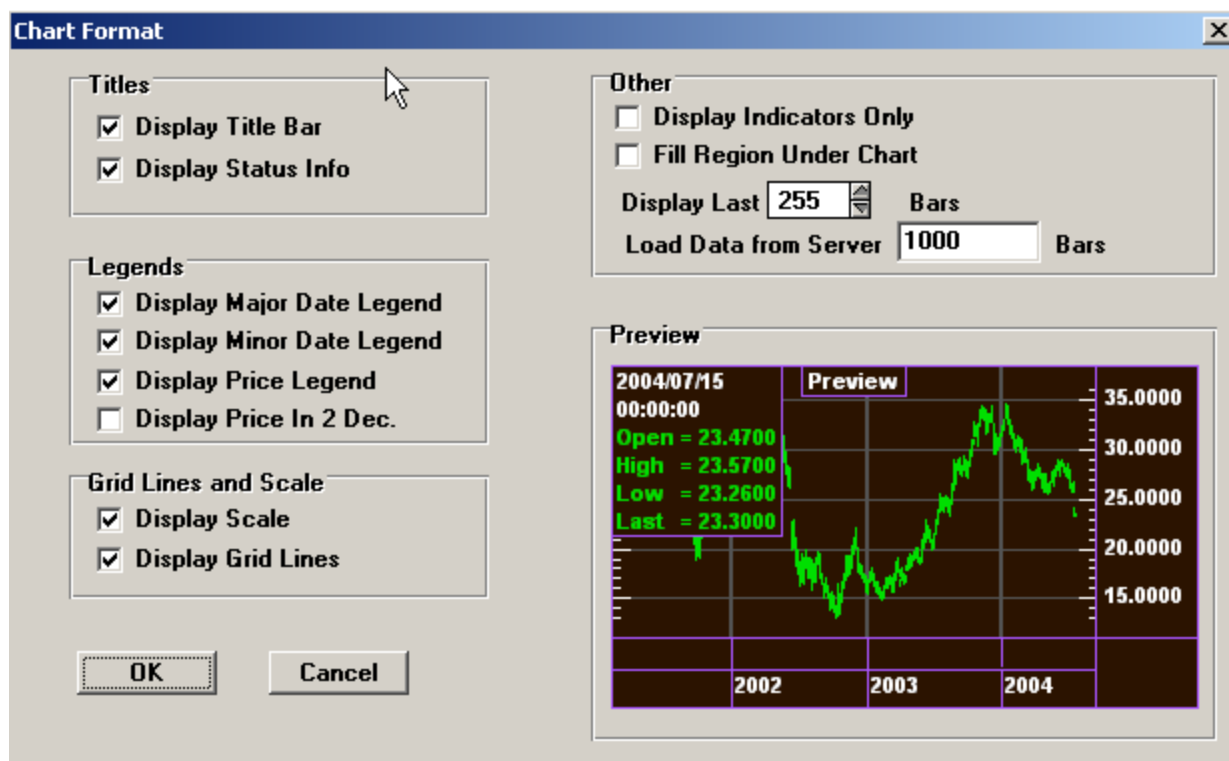 Chart Format
Titles
Display Title Bar
Display Status Info
Legends
Display Major Date Legend
Display Minor Date Legend
Display Price Legend
Display Price In 2 Dec.
Grid Lines and Scale
Display Scale
Display Grid Lines
OK
Cancel
Other
Display Indicators Only
Fill Region Under Chart
Display Last 255 Bars
Load Data from Server 1000 Bars
Preview
2004/07/15
00:00:00
Open = 23.4700
High = 23.5700
Low = 23.2600
Last = 23.3000
Preview
35.0000
30.0000
25.0000
20.0000
15.0000
2002 2003 2004